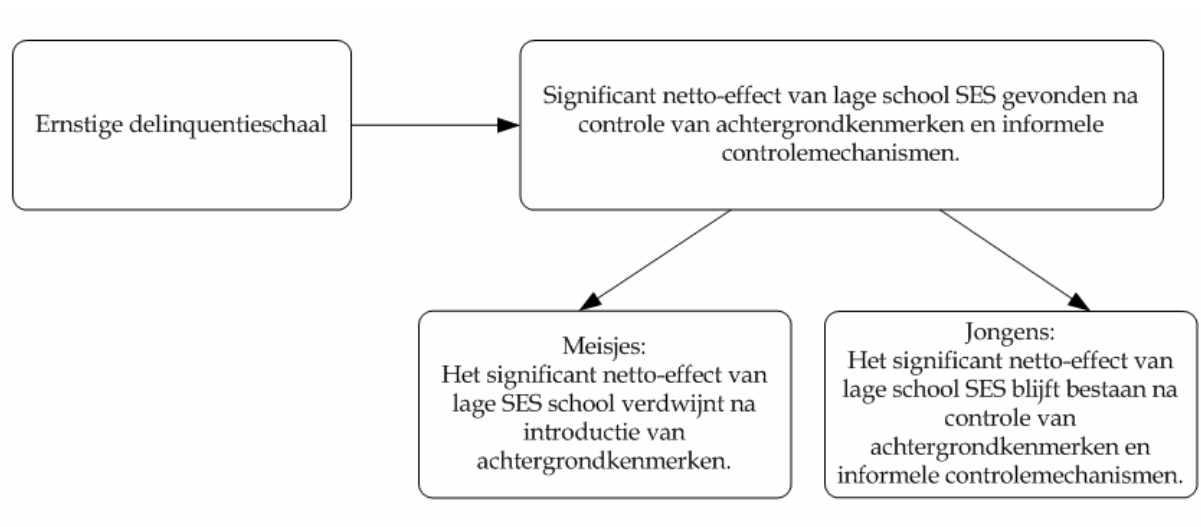 Ernstige delinquentieschaal
Significant netto-effect van lage school SES gevonden na
controle van achtergrondkenmerken en informele
controlemechanismen.
Meisjes:
Het significant netto-effect van
lage SES school verdwijnt na
introductie van
achtergrondkenmerken.
Jongens:
Het significant netto-effect van
lage school SES blijft bestaan na
controle van
achtergrondkenmerken en
informele controlemechanismen.